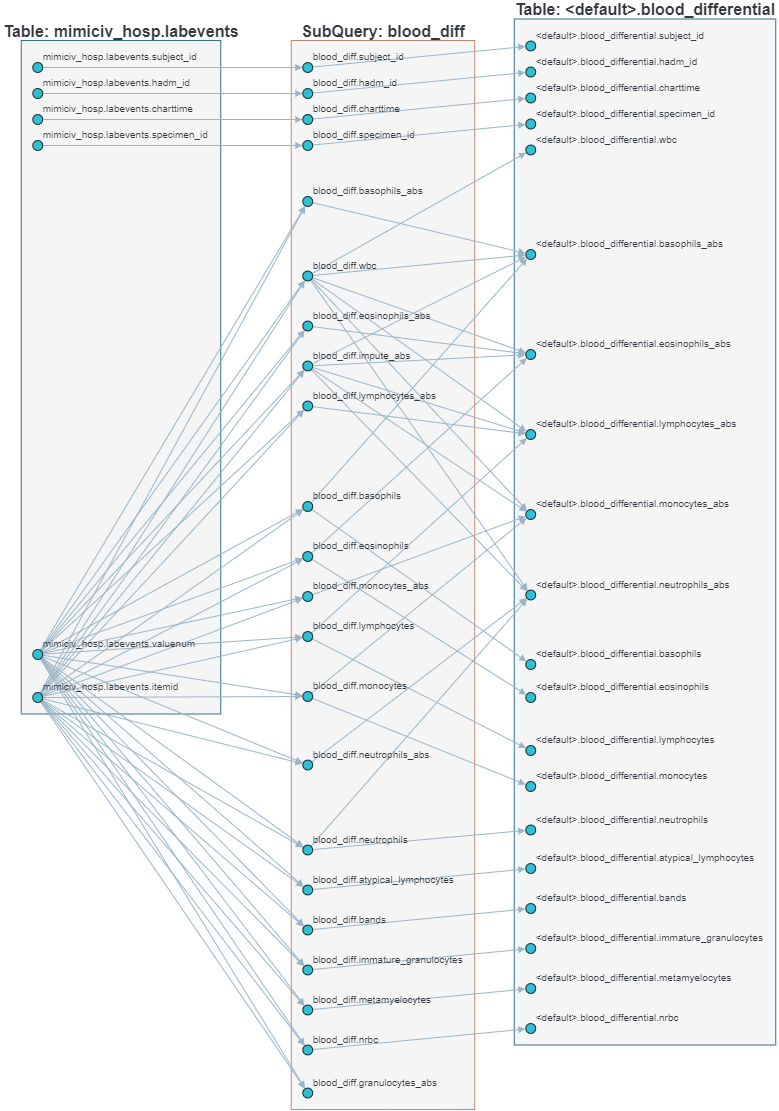 Table: mimiciv_hosp.labevents
mimiciv_hosp.labevents.subject_id
mimiciv_hosp.labevents.hadm_id
mimiciv_hosp.labevents.charttime
mimiciv_hosp.labevents.specimen_id
mimiciv_hosp.labevents.valuenum
mimiciv_hosp.labevents.itemid
SubQuery: blood_diff
blood_diff.subject_id
blood_diff.hadm_id
blood_diff.charttime
blood_diff.specimen_id
blood_diff.basophils_abs
blood_diff.wbc
blood_diff.eosinophils_abs
blood_diff.impute_abs
blood_diff.lymphocytes_abs
blood_diff.basophils
blood_diff.eosinophils
blood_diff.monocytes_abs
blood_diff.lymphocytes
blood_diff.monocytes
blood_diff.neutrophils_abs
blood_diff.neutrophils
blood_diff.atypical_lymphocytes
blood_diff.bands
blood_diff.immature_granulocytes
blood_diff.metamyelocytes
blood_diff.nrbc
blood_diff.granulocytes_abs
Table: <default>.blood_differential
<default>.blood_differential.subject_id
<default>.blood_differential.hadm_id
<default>.blood_differential.charttime
<default>.blood_differential.specimen_id
<default>.blood_differential.wbc
<default>.blood_differential.basophils_abs
<default>.blood_differential.eosinophils_abs
<default>.blood_differential.lymphocytes_abs
<default>.blood_differential.monocytes_abs
<default>.blood_differential.neutrophils_abs
<default>.blood_differential.basophils
<default>.blood_differential.eosinophils
<default>.blood_differential.lymphocytes
<default>.blood_differential.monocytes
<default>.blood_differential.neutrophils
<default>.blood_differential.atypical_lymphocytes
<default>.blood_differential.bands
<default>.blood_differential.immature_granulocytes
<default>.blood_differential.metamyelocytes
<default>.blood_differential.nrbc